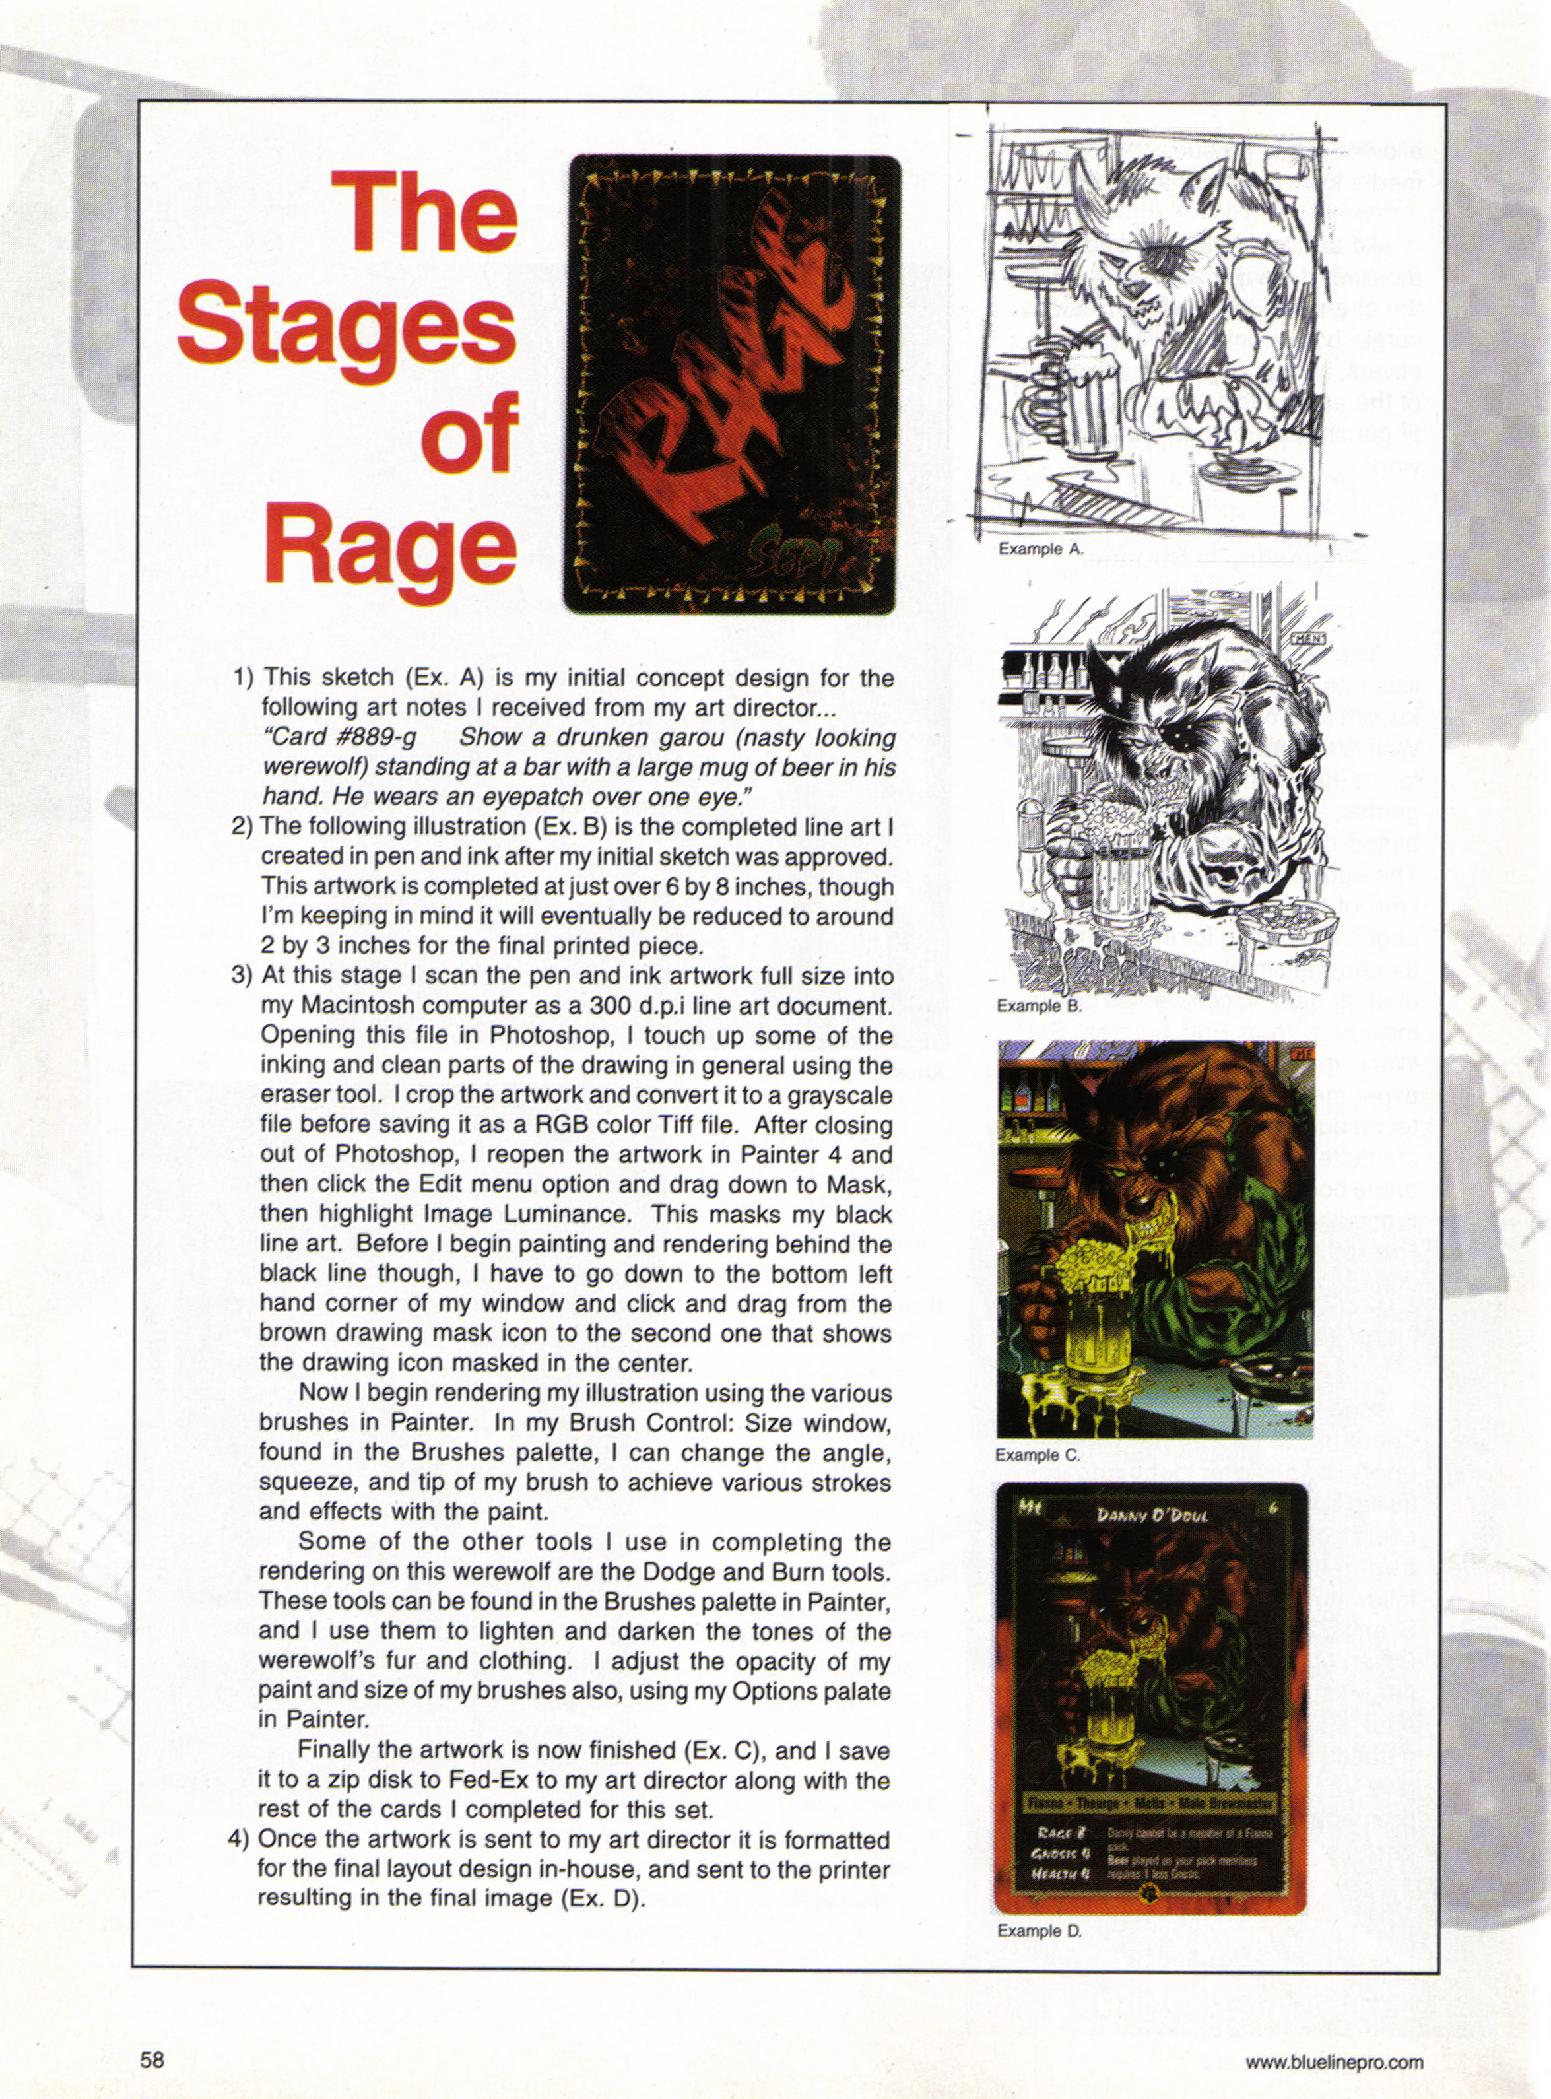 The
Stages
of
Rage
RAGE
SEPT
1) This sketch (Ex. A) is my initial concept design for the
following art notes I received from my art director...
"Card #889-g Show a drunken garou (nasty looking
werewolf) standing at a bar with a large mug of beer in his
hand. He wears an eyepatch over one eye."
2) The following illustration (Ex. B) is the completed line art I
created in pen and ink after my initial sketch was approved.
This artwork is completed at just over 6 by 8 inches, though
I'm keeping in mind it will eventually be reduced to around
2 by 3 inches for the final printed piece.
3) At this stage I scan the pen and ink artwork full size into
my Macintosh computer as a 300 d.p.i line art document.
Opening this file in Photoshop, I touch up some of the
inking and clean parts of the drawing in general using the
eraser tool. I crop the artwork and convert it to a grayscale
file before saving it as a RGB color Tiff file. After closing
out of Photoshop, I reopen the artwork in Painter 4 and
then click the Edit menu option and drag down to Mask,
then highlight Image Luminance. This masks my black
line art. Before I begin painting and rendering behind the
black line though, I have to go down to the bottom left
hand corner of my window and click and drag from the
brown drawing mask icon to the second one that shows
the drawing icon masked in the center.
Now I begin rendering my illustration using the various
brushes in Painter. In my Brush Control: Size window,
found in the Brushes palette, I can change the angle,
squeeze, and tip of my brush to achieve various strokes
and effects with the paint.
Some of the other tools I use in completing the
rendering on this werewolf are the Dodge and Burn tools.
These tools can be found in the Brushes palette in Painter,
and I use them to lighten and darken the tones of the
werewolf's fur and clothing. I adjust the opacity of my
paint and size of my brushes also, using my Options palate
in Painter.
Finally the artwork is now finished (Ex. C), and I save
it to a zip disk to Fed-Ex to my art director along with the
rest of the cards I completed for this set.
4) Once the artwork is sent to my art director it is formatted
for the final layout design in-house, and sent to the printer
resulting in the final image (Ex. D).
Example A.
MEN
Example B.
ME
Example C.
Mt DANNY O'DOUL 6
Fianna • Theurge • Metis • Male Brewmaster
RAGE 8
GNOSIS 4
HEALTH 4
Danny cannot be a member of a Fianna
pack.
Beer played on your pack members
requires 1 less Gnosis.
Example D.
58
www.bluelinepro.com